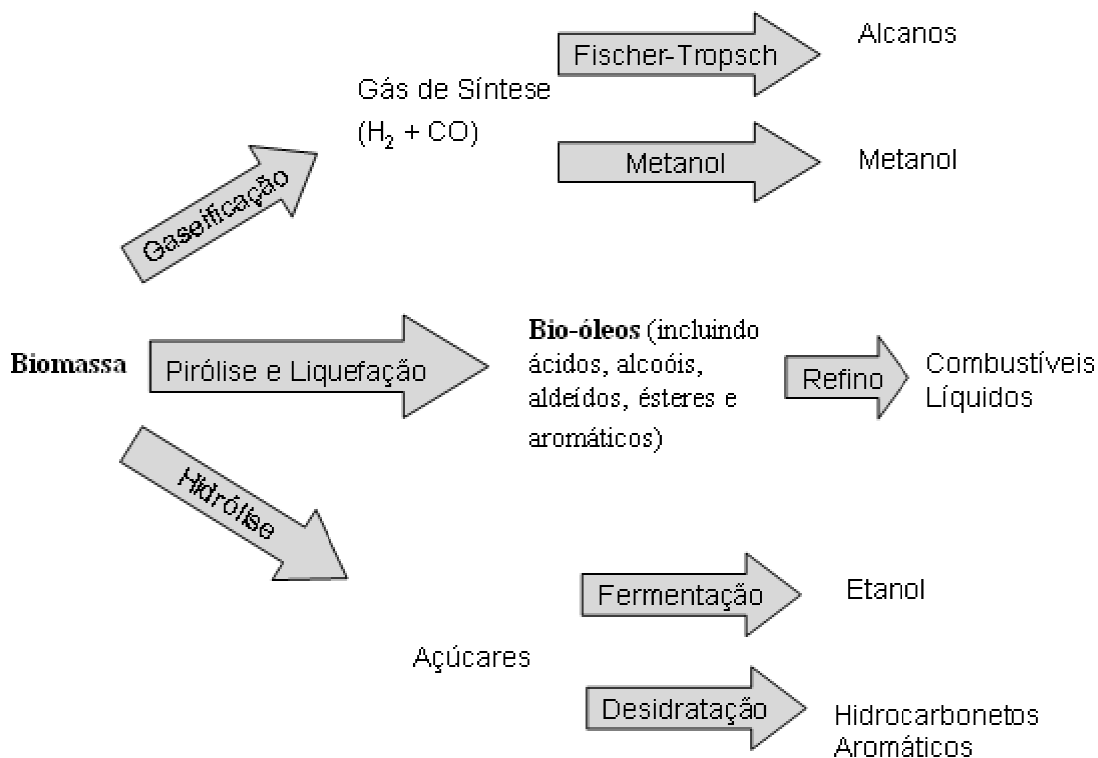 Fischer-Tropsch
Alcanos
Gás de Síntese
(H₂ + CO)
Metanol
Metanol
Gaseificação
Biomassa
Pirólise e Liquefação
Bio-óleos (incluindo
ácidos, alcoóis,
aldeídos, ésteres e
aromáticos)
Refino
Combustíveis
Líquidos
Hidrólise
Açúcares
Fermentação
Etanol
Desidratação
Hidrocarbonetos
Aromáticos